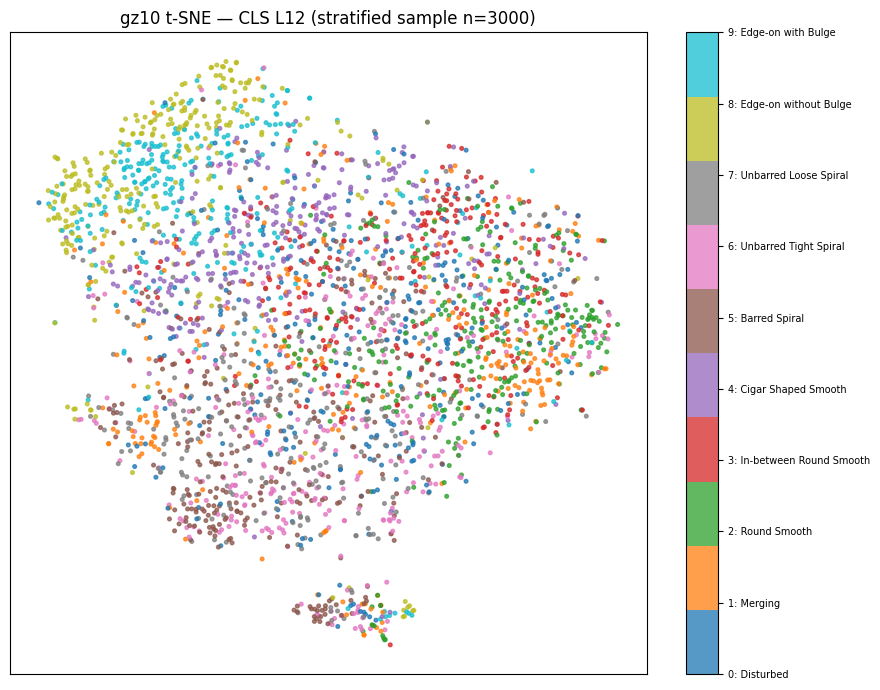 gz10 t-SNE — CLS L12 (stratified sample n=3000)
9: Edge-on with Bulge
8: Edge-on without Bulge
7: Unbarred Loose Spiral
6: Unbarred Tight Spiral
5: Barred Spiral
4: Cigar Shaped Smooth
3: In-between Round Smooth
2: Round Smooth
1: Merging
0: Disturbed